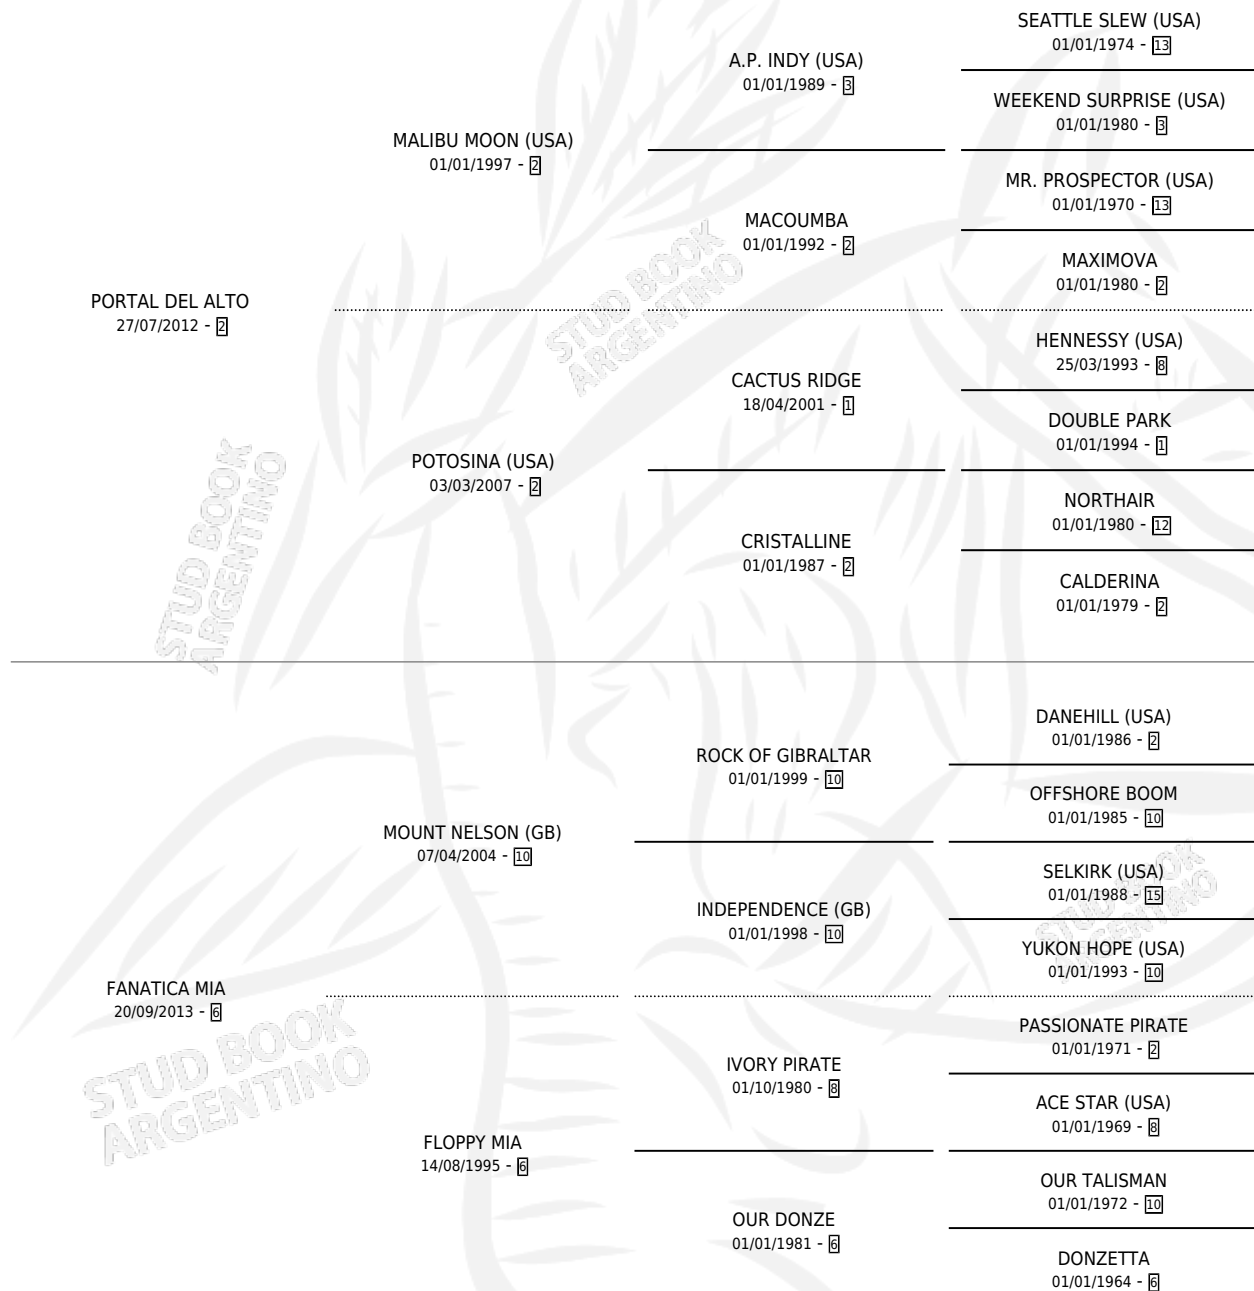 SEATTLE SLEW (USA)
01/01/1974 - 13
A.P. INDY (USA)
01/01/1989 - 3
WEEKEND SURPRISE (USA)
01/01/1980 - 3
MALIBU MOON (USA)
01/01/1997 - 2
MR. PROSPECTOR (USA)
01/01/1970 - 13
MACOUMBA
01/01/1992 - 2
MAXIMOVA
01/01/1980 - 2
PORTAL DEL ALTO
27/07/2012 - 2
HENNESSY (USA)
25/03/1993 - 8
CACTUS RIDGE
18/04/2001 - 1
DOUBLE PARK
01/01/1994 - 1
POTOSINA (USA)
03/03/2007 - 2
NORTHAIR
01/01/1980 - 12
CRISTALLINE
01/01/1987 - 2
CALDERINA
01/01/1979 - 2
DANEHILL (USA)
01/01/1986 - 2
ROCK OF GIBRALTAR
01/01/1999 - 10
OFFSHORE BOOM
01/01/1985 - 10
MOUNT NELSON (GB)
07/04/2004 - 10
SELKIRK (USA)
01/01/1988 - 15
INDEPENDENCE (GB)
01/01/1998 - 10
YUKON HOPE (USA)
01/01/1993 - 10
FANATICA MIA
20/09/2013 - 6
PASSIONATE PIRATE
01/01/1971 - 2
IVORY PIRATE
01/10/1980 - 8
ACE STAR (USA)
01/01/1969 - 8
FLOPPY MIA
14/08/1995 - 6
OUR TALISMAN
01/01/1972 - 10
OUR DONZE
01/01/1981 - 6
DONZETTA
01/01/1964 - 6
STUD BOOK
ARGENTINO
STUD BOOK
ARGENTINO
STUD BOOK
ARGENTINO
STUD BOOK
ARGENTINO